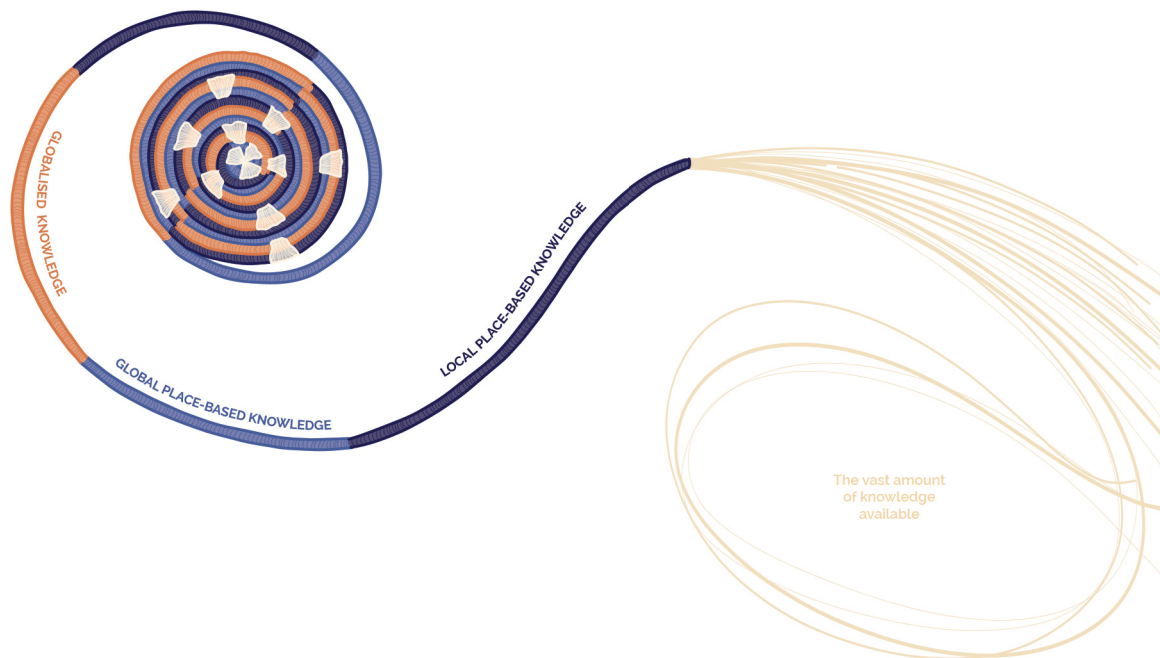 GLOBALISED KNOWLEDGE
GLOBAL PLACE-BASED KNOWLEDGE
LOCAL PLACE-BASED KNOWLEDGE
The vast amount
of knowledge
available